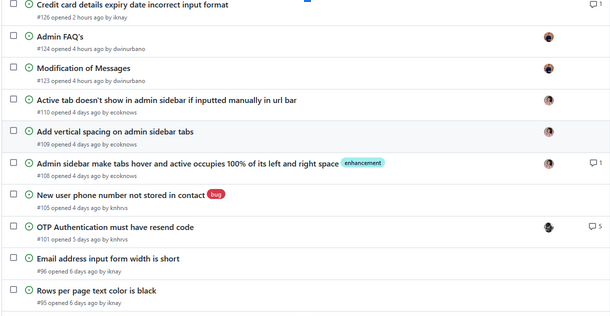 Credit card details expiry date incorrect input format
1
#126 opened 2 hours ago by iknay
Admin FAQ's
#124 opened 4 hours ago by dwinurbano
Modification of Messages
#123 opened 4 hours ago by dwinurbano
Active tab doesn't show in admin sidebar if inputted manually in url bar
#110 opened 4 days ago by ecoknows
Add vertical spacing on admin sidebar tabs
#109 opened 4 days ago by ecoknows
Admin sidebar make tabs hover and active occupies 100% of its left and right space enhancement
1
#108 opened 4 days ago by ecoknows
New user phone number not stored in contact bug
#105 opened 4 days ago by knhrvs
OTP Authentication must have resend code
5
#101 opened 5 days ago by knhrvs
Email address input form width is short
#96 opened 6 days ago by iknay
Rows per page text color is black
#95 opened 6 days ago by iknay